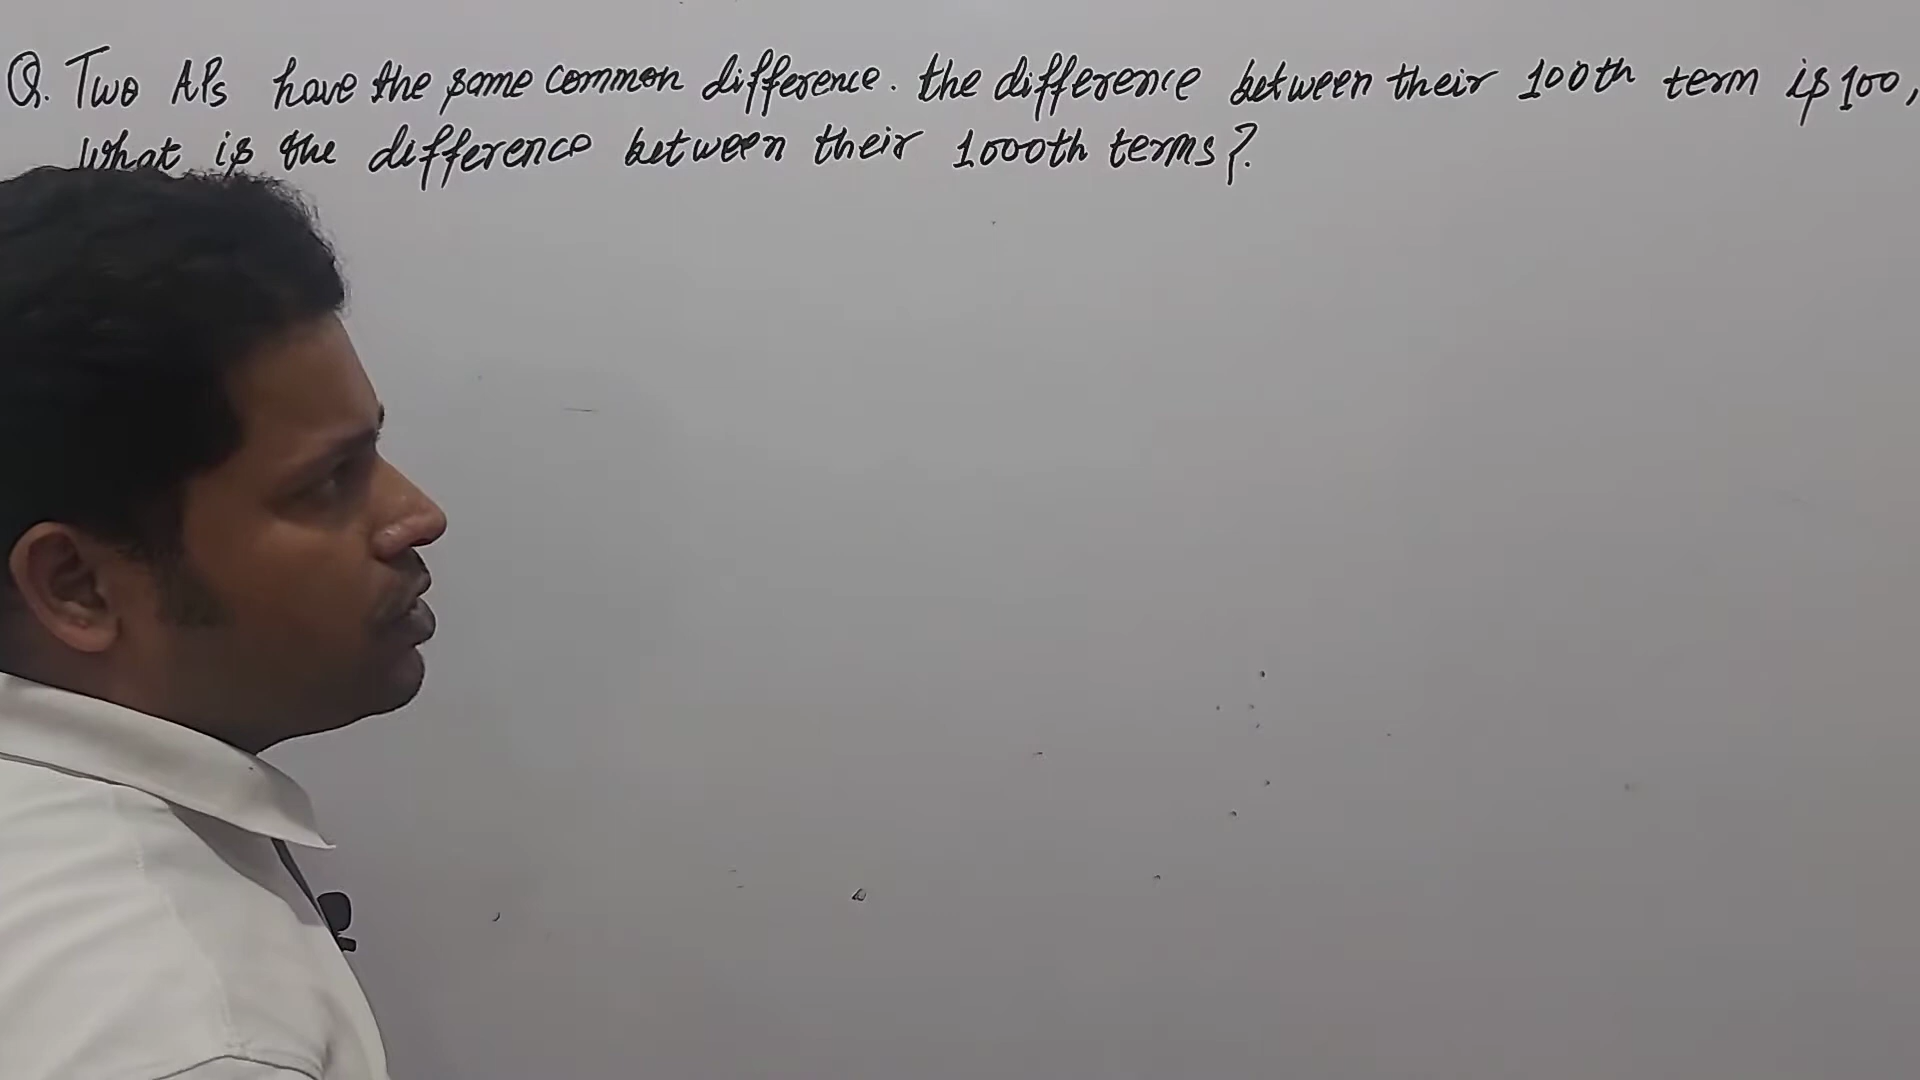 Q. Two APs have the same common difference. the difference between their 100th term is 100,
What is the difference between their 1000th terms?.